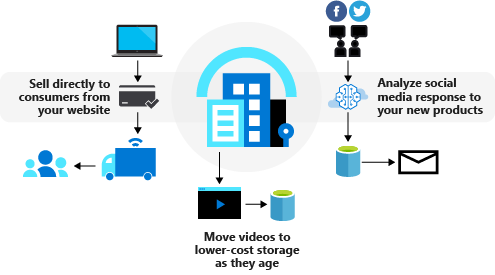 Sell directly to
consumers from
your website
Analyze social
media response to
your new products
Move videos to
lower-cost storage
as they age